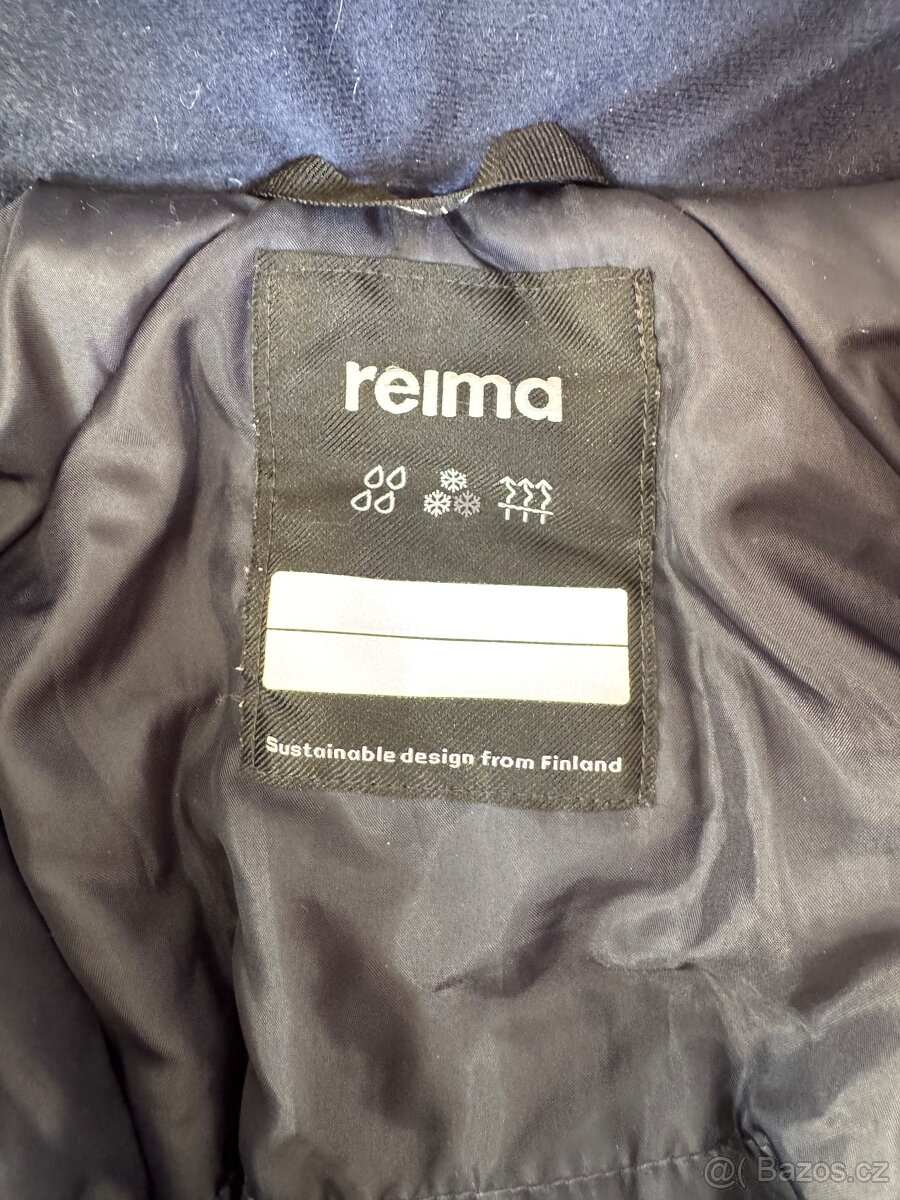 reima
Sustainable design from Finland
@( Bazos.cz